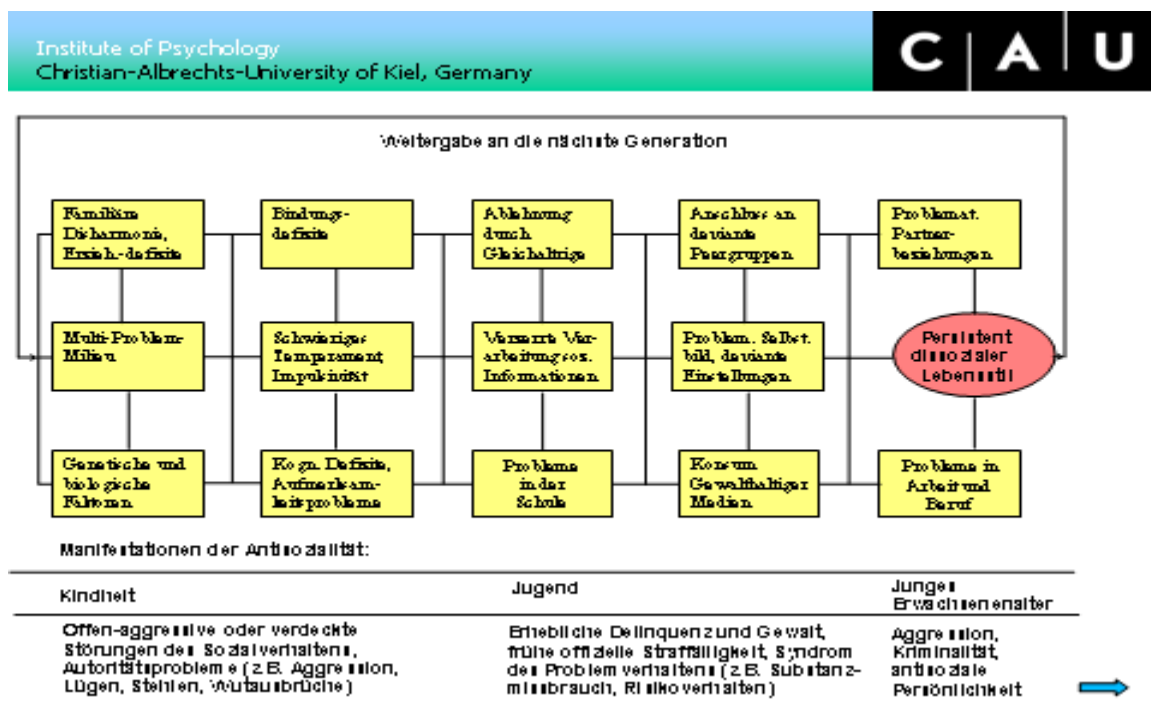 Institute of Psychology
Christian-Albrechts-University of Kiel, Germany
C A U
Weitergabe an die nächste Generation
Familiäre
Disharmonie,
Erzieh.-defizite
Bindungs-
defizite
Ablehnung
durch
Gleichaltrige
Anschluss an
deviante
Peergruppen
Problemat.
Partner-
beziehungen
Multi-Problem-
Milieu
Schwieriges
Temperament,
Impulsivität
Verzerrte Ver-
arbeitung soz.
Informationen
Problem. Selbst.
bild, deviante
Einstellungen
Persistent
dissozialer
Lebensstil
Genetische und
biologische
Faktoren
Kogn. Defizite,
Aufmerksam-
keitsprobleme
Probleme
in der
Schule
Konsum
Gewalthaltiger
Medien
Probleme in
Arbeit und
Beruf
Manifestationen der Antisozialität:
Kindheit
Jugend
Junges
Erwachsenenalter
Offen-aggressive oder verdeckte
Störungen des Sozialverhaltens,
Autoritätsprobleme (z.B. Aggression,
Lügen, Stehlen, Wutausbrüche)
Erhebliche Delinquenz und Gewalt,
frühe offizielle Straffälligkeit, Syndrom
des Problemverhaltens (z.B. Substanz-
missbrauch, Risikoverhalten)
Aggression,
Kriminalität,
antisoziale
Persönlichkeit